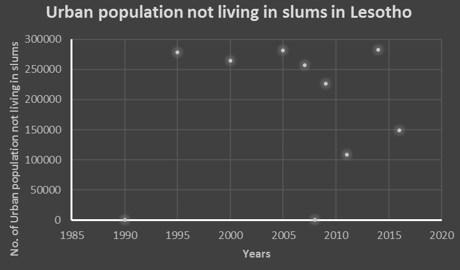 Urban population not living in slums in Lesotho
No. of Urban population not living in slums
300000
250000
200000
150000
100000
50000
0
1985 1990 1995 2000 2005 2010 2015 2020
Years